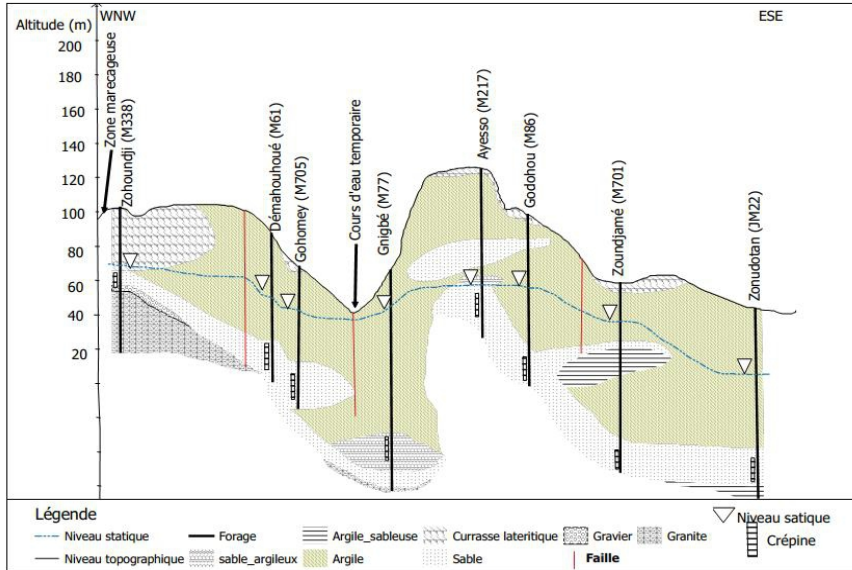 WNW
ESE
Altitude (m)
200
180
160
140
120
100
80
60
40
20
Zone marecageuse
Zohoundji (M338)
Démahouhoué (M61)
Gohomey (M705)
Cours d'eau temporaire
Gnigbé (M77)
Ayesso (M217)
Godohou (M86)
Zoundjamé (M701)
Zonudotan (JM22)
Légende
Niveau statique
Forage
Argile_sableuse
Currasse lateritique
Gravier
Granite
Niveau satique
Niveau topographique
sable_argileux
Argile
Sable
Faille
Crépine